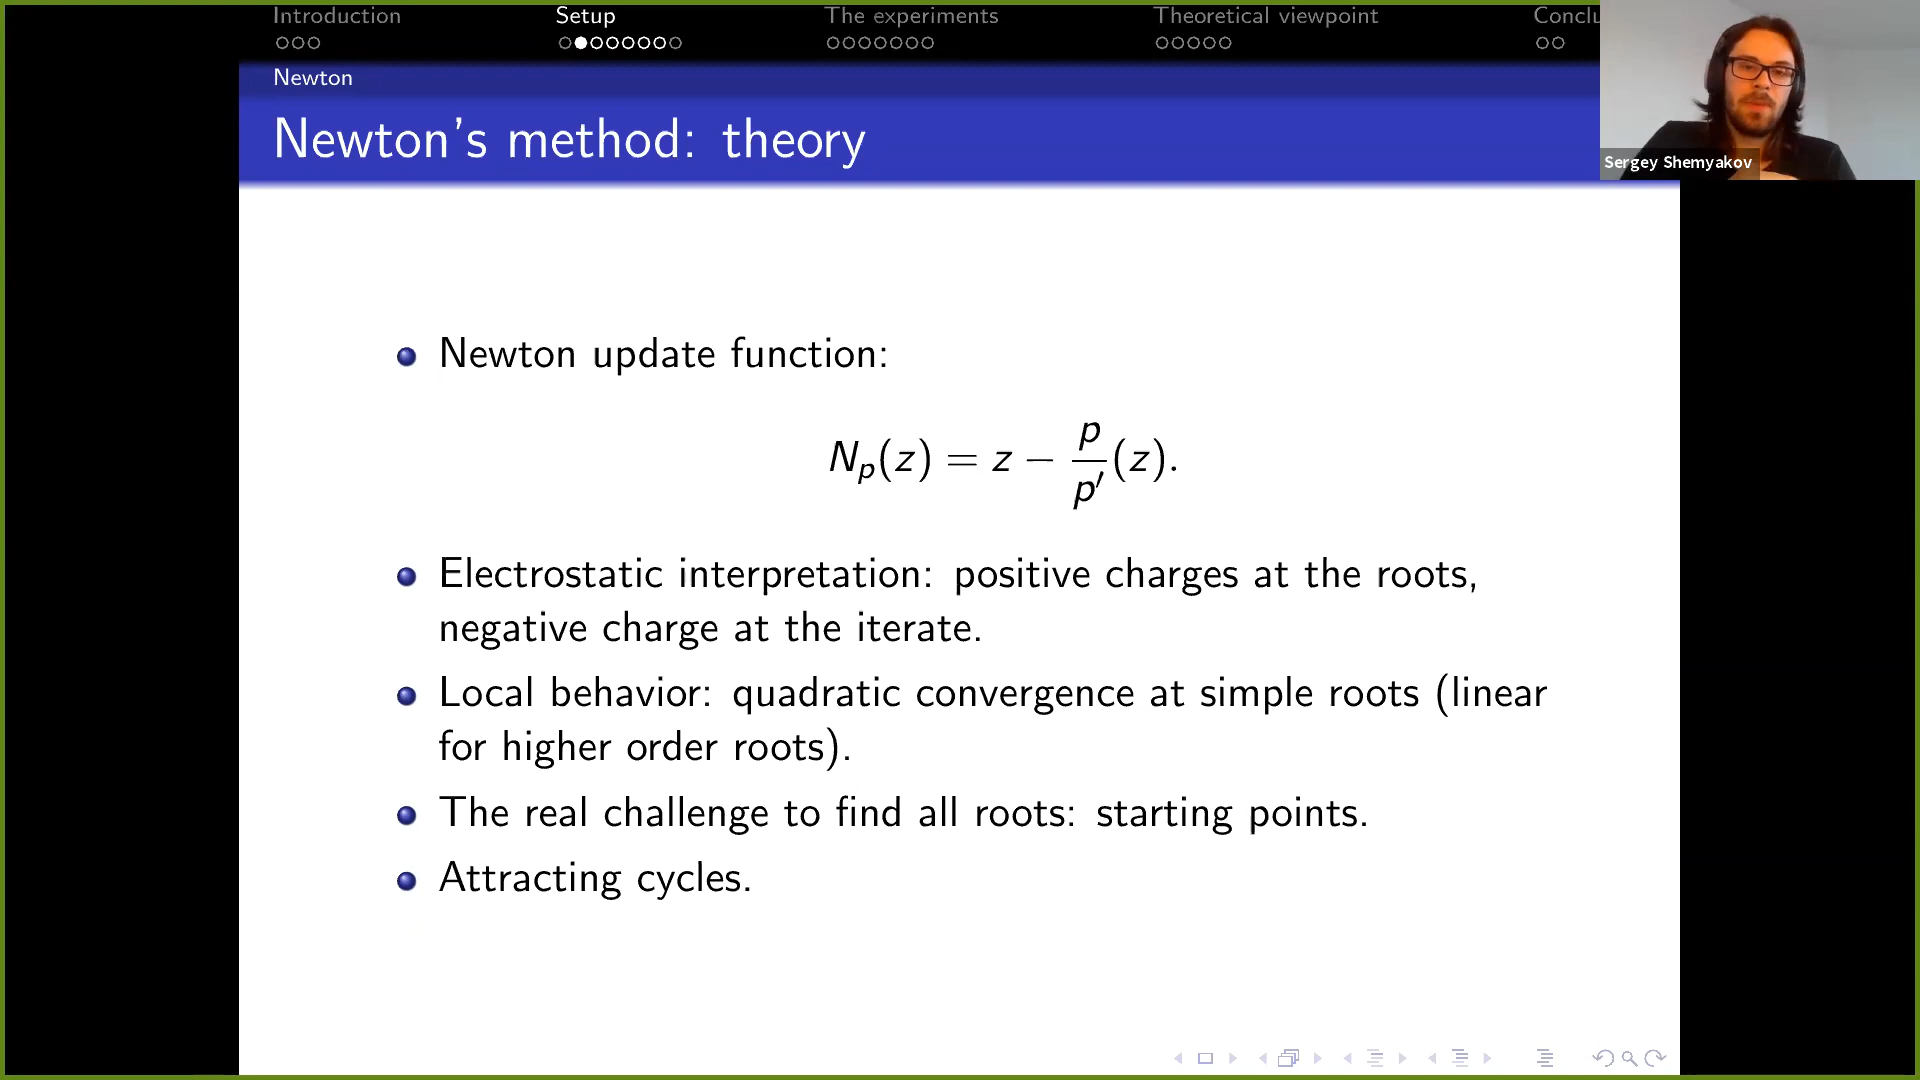 Introduction Setup The experiments Theoretical viewpoint Conclu
Newton
Newton's method: theory
Sergey Shemyakov
Newton update function:
N_p(z) = z − p/p′ (z).
Electrostatic interpretation: positive charges at the roots,
negative charge at the iterate.
Local behavior: quadratic convergence at simple roots (linear
for higher order roots).
The real challenge to find all roots: starting points.
Attracting cycles.